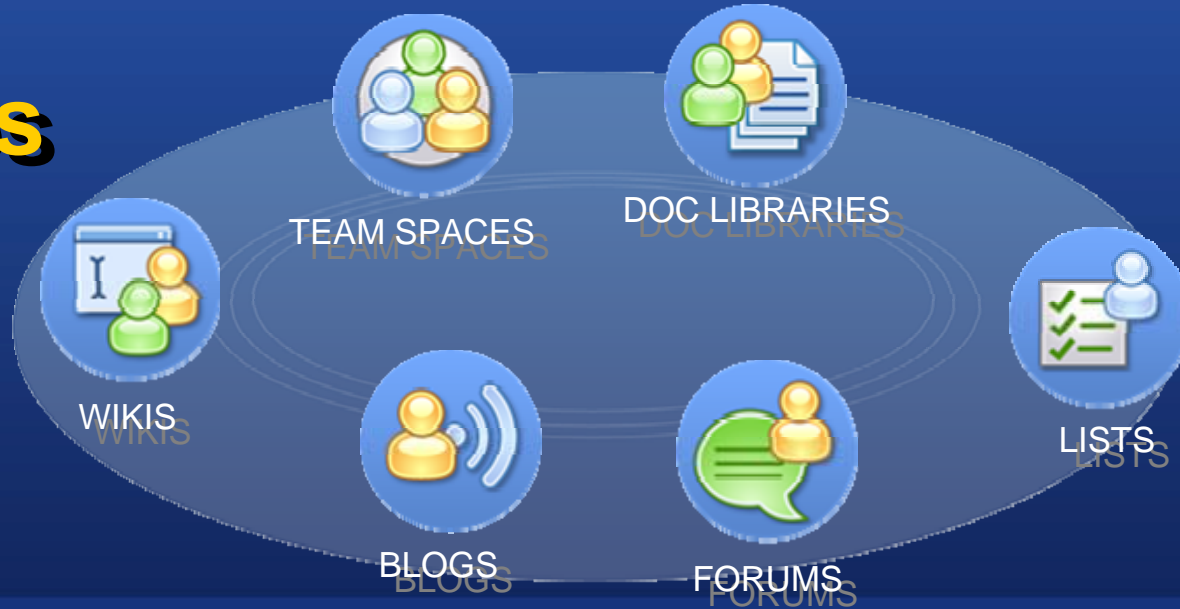 s
TEAM SPACES
DOC LIBRARIES
WIKIS
LISTS
BLOGS
FORUMS